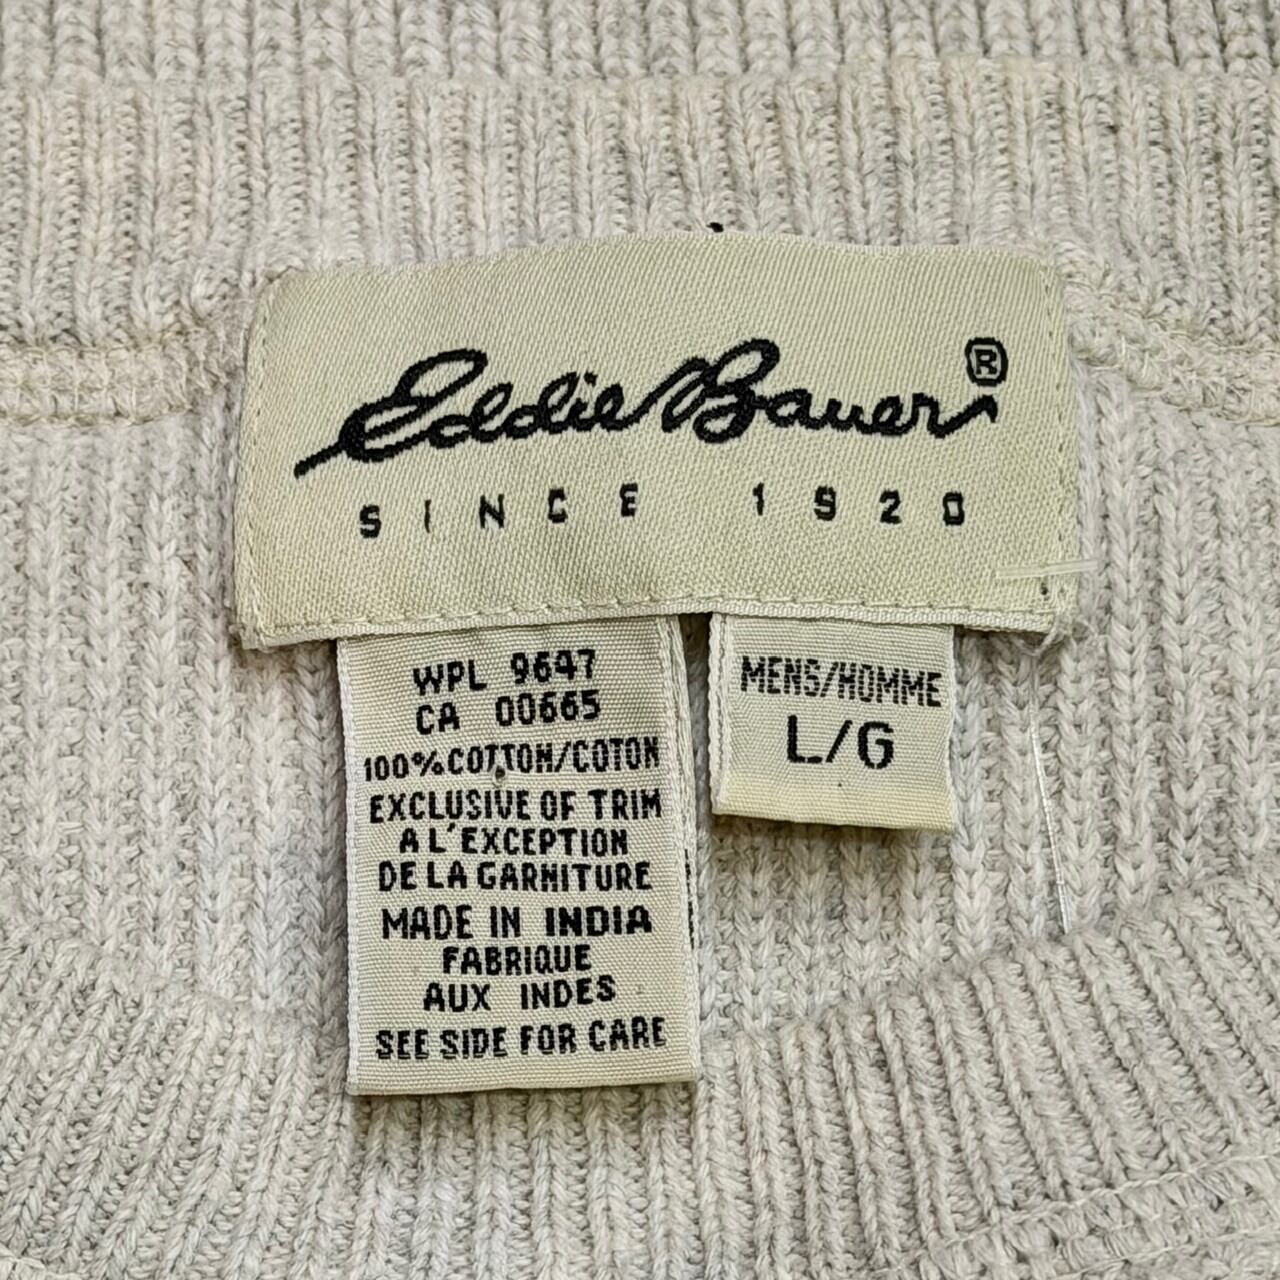 Eddie Bauer®
SINCE 1920
WPL 9647
CA 00665
100% COTTON/COTON
EXCLUSIVE OF TRIM
A L'EXCEPTION
DE LA GARNITURE
MADE IN INDIA
FABRIQUE
AUX INDES
SEE SIDE FOR CARE
MENS/HOMME
L/G